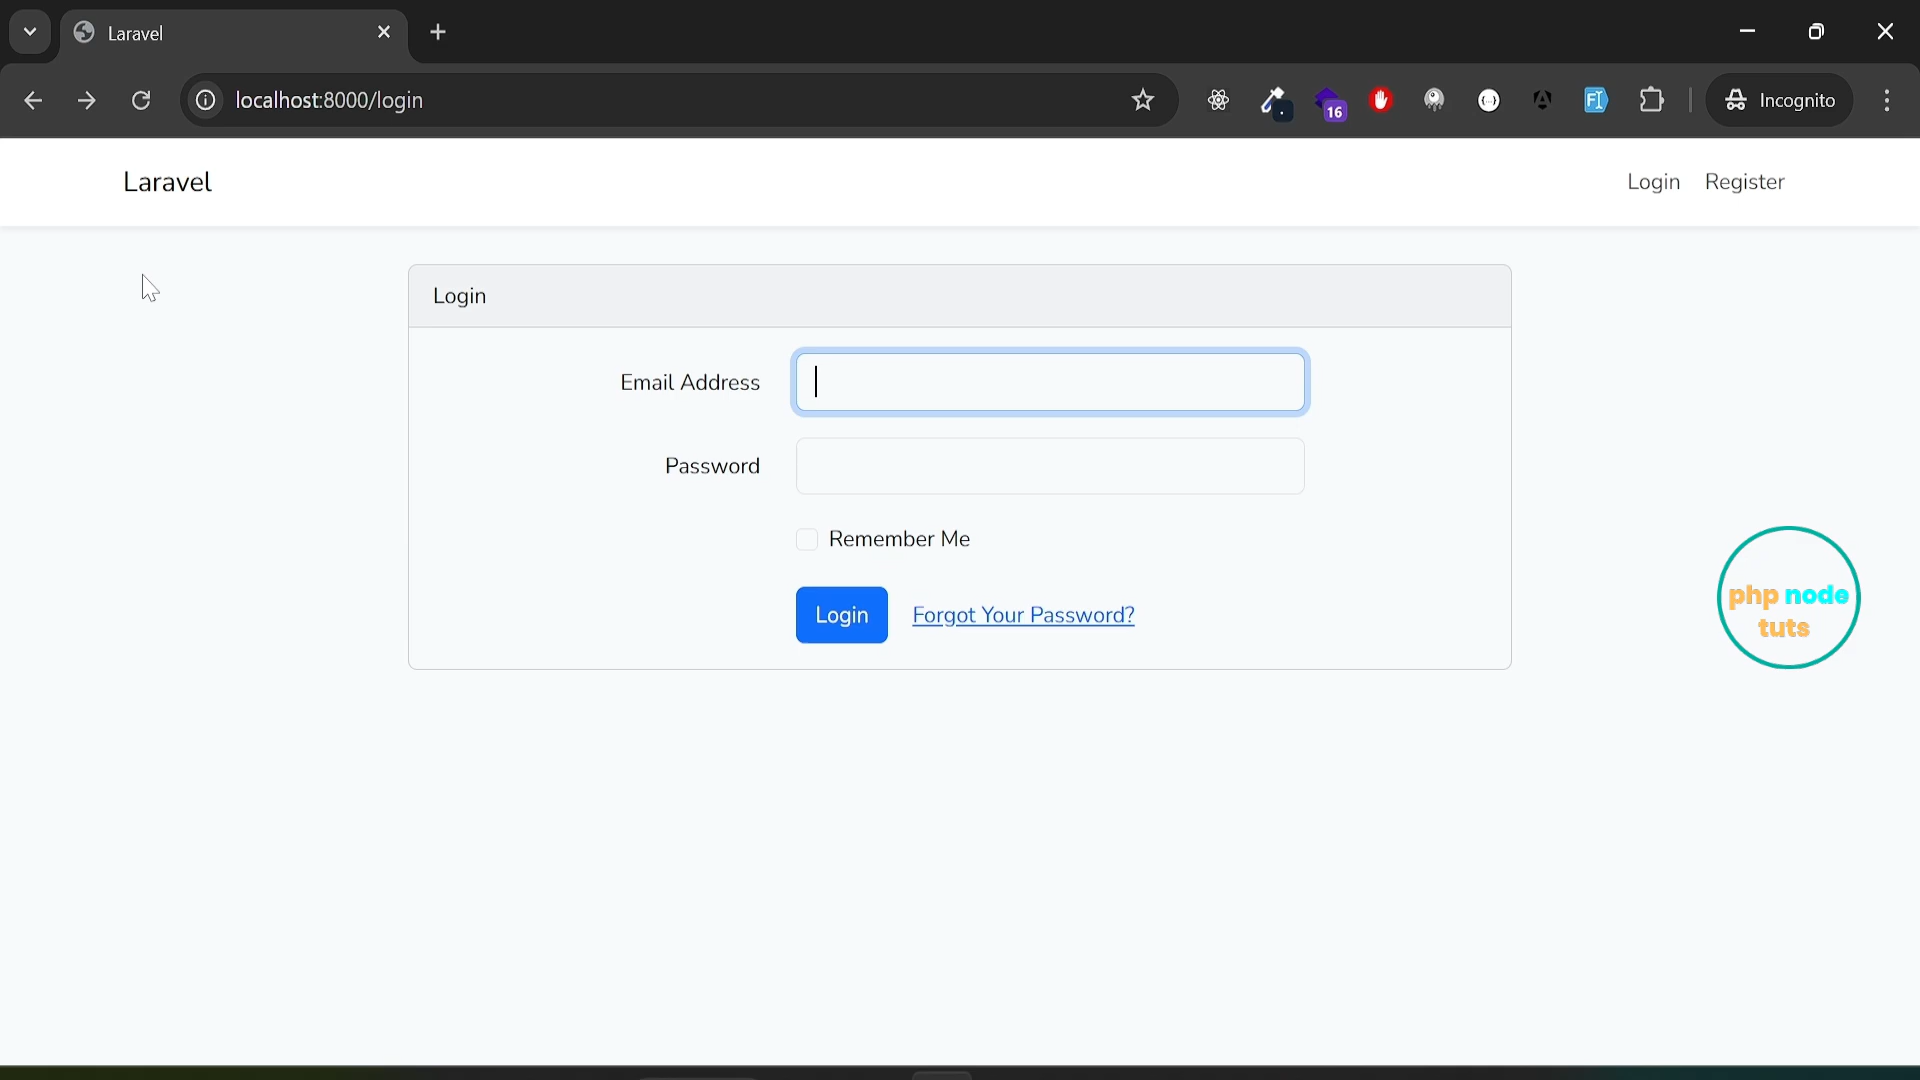 Laravel
localhost:8000/login
16
FI
Incognito
Laravel
Login
Register
Login
Email Address
Password
Remember Me
Login
Forgot Your Password?
php node
tuts